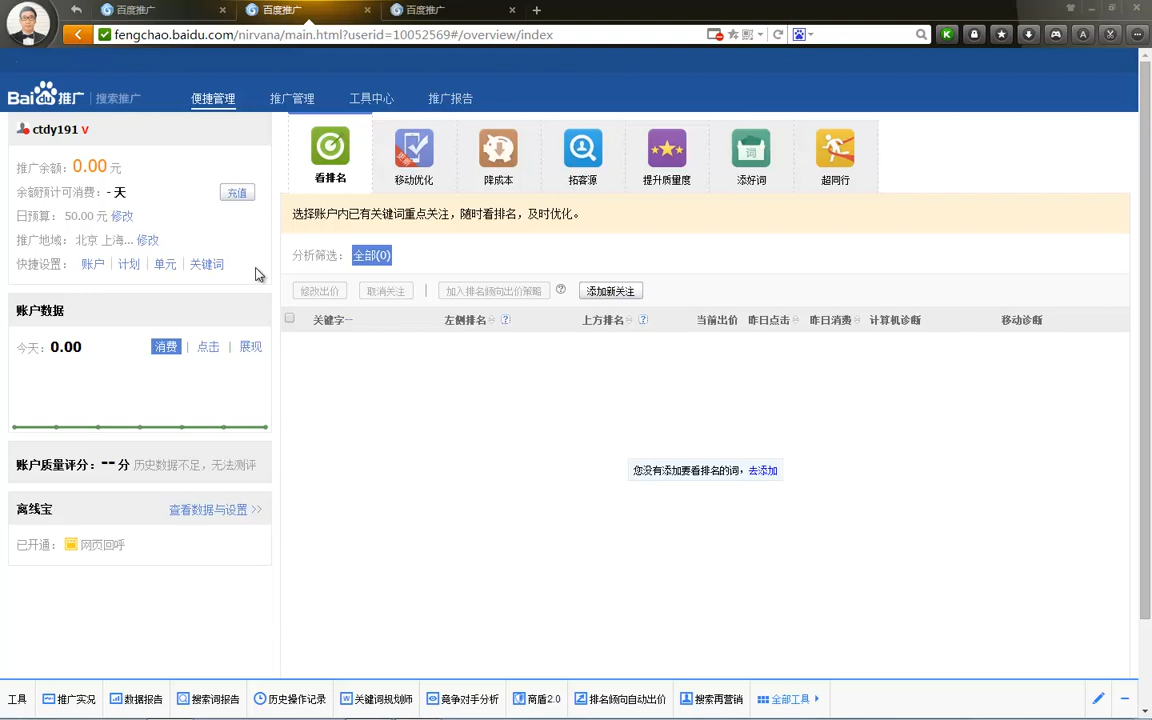 百度推广
百度推广
百度推广
fengchao.baidu.com/nirvana/main.html?userid=10052569#/overview/index
Baidu推广 搜索推广 便捷管理 推广管理 工具中心 推广报告
ctdy191 V
推广余额：0.00 元
余额预计可消费：- 天 充值
日预算：50.00 元 修改
推广地域：北京 上海... 修改
快捷设置：账户 | 计划 | 单元 | 关键词
账户数据
今天：0.00 消费 | 点击 | 展现
账户质量评分：-- 分 历史数据不足，无法测评
离线宝 查看数据与设置 >>
已开通：网页回呼
看排名 移动优化 降成本 拓客源 提升质量度 添好词 超同行
选择账户内已有关键词重点关注，随时看排名，及时优化。
分析筛选：全部(0)
修改出价 取消关注 | 加入排名倾向出价策略 ? 添加新关注
关键字 左侧排名 ? 上方排名 ? 当前出价 昨日点击 昨日消费 计算机诊断 移动诊断
您没有添加要看排名的词，去添加
工具 推广实况 数据报告 搜索词报告 历史操作记录 关键词规划师 竞争对手分析 商盾2.0 排名倾向自动出价 搜索再营销 全部工具